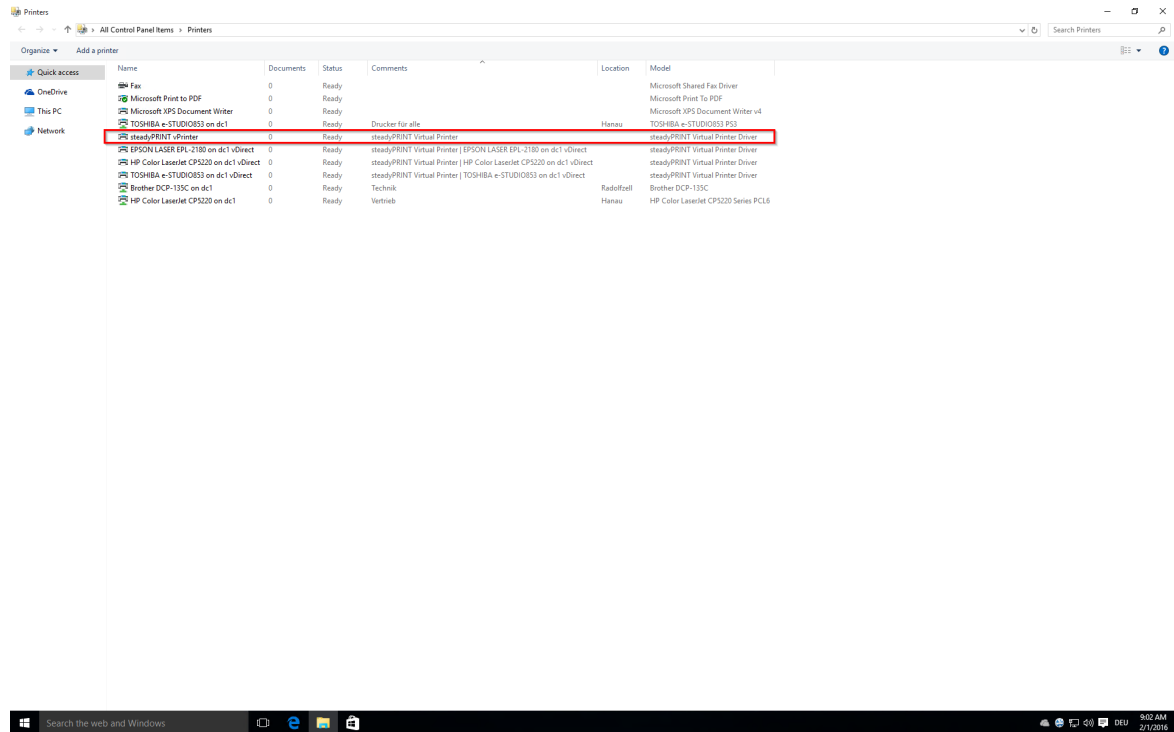 Printers
All Control Panel Items > Printers
Search Printers
Organize Add a printer
Quick access
OneDrive
This PC
Network
Name Documents Status Comments Location Model
Fax 0 Ready Microsoft Shared Fax Driver
Microsoft Print to PDF 0 Ready Microsoft Print To PDF
Microsoft XPS Document Writer 0 Ready Microsoft XPS Document Writer v4
TOSHIBA e-STUDIO853 on dc1 0 Ready Drucker für alle Hanau TOSHIBA e-STUDIO853 PS3
steadyPRINT vPrinter 0 Ready steadyPRINT Virtual Printer steadyPRINT Virtual Printer Driver
EPSON LASER EPL-2180 on dc1 vDirect 0 Ready steadyPRINT Virtual Printer | EPSON LASER EPL-2180 on dc1 vDirect steadyPRINT Virtual Printer Driver
HP Color LaserJet CP5220 on dc1 vDirect 0 Ready steadyPRINT Virtual Printer | HP Color LaserJet CP5220 on dc1 vDirect steadyPRINT Virtual Printer Driver
TOSHIBA e-STUDIO853 on dc1 vDirect 0 Ready steadyPRINT Virtual Printer | TOSHIBA e-STUDIO853 on dc1 vDirect steadyPRINT Virtual Printer Driver
Brother DCP-135C on dc1 0 Ready Technik Radolfzell Brother DCP-135C
HP Color LaserJet CP5220 on dc1 0 Ready Vertrieb Hanau HP Color LaserJet CP5220 Series PCL6
Search the web and Windows
DEU
9:02 AM
2/1/2016